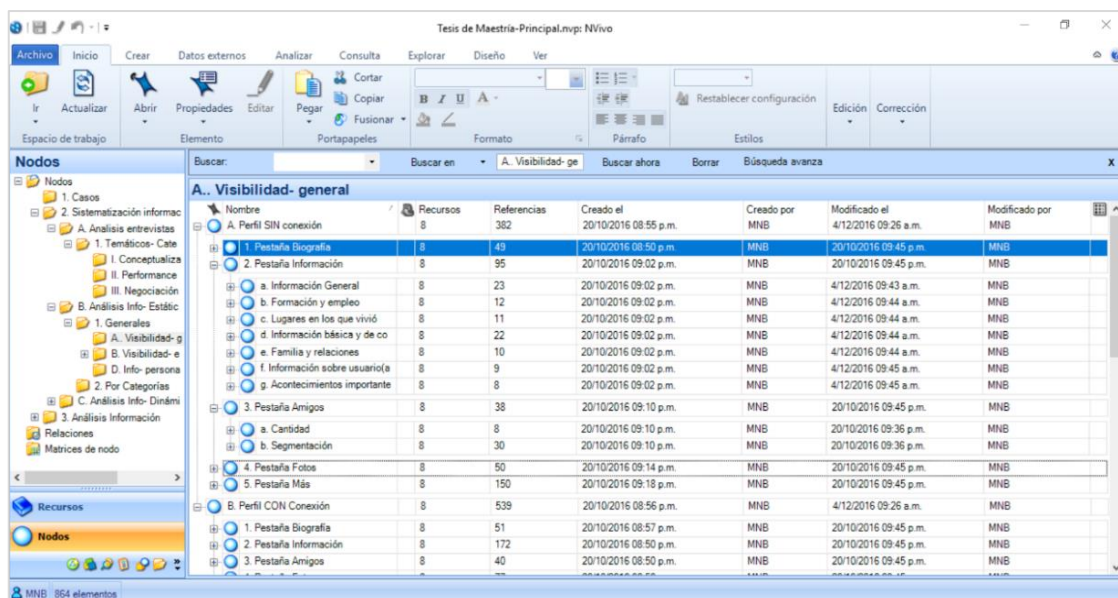 Tesis de Maestría-Principal.nvp: NVivo
Archivo Inicio Crear Datos externos Analizar Consulta Explorar Diseño Ver
Ir Actualizar Abrir Propiedades Editar Pegar Cortar Copiar Fusionar B I U A Restablecer configuración Edición Corrección
Espacio de trabajo Elemento Portapapeles Formato Párrafo Estilos
Nodos
Nodos
1. Casos
2. Sistematización informac
A. Analisis entrevistas
1. Temáticos- Cate
I. Conceptualiza
II. Performance
III. Negociación
B. Análisis Info- Estátic
1. Generales
A.. Visibilidad- g
B. Visibilidad- e
D. Info- persona
2. Por Categorías
C. Análisis Info- Dinámi
3. Análisis Información
Relaciones
Matrices de nodo
Recursos
Nodos
Buscar: Buscar en A.. Visibilidad- ge Buscar ahora Borrar Búsqueda avanza x
A.. Visibilidad- general
Nombre Recursos Referencias Creado el Creado por Modificado el Modificado por
A. Perfil SIN conexión 8 382 20/10/2016 08:55 p.m. MNB 4/12/2016 09:26 a.m. MNB
1. Pestaña Biografía 8 49 20/10/2016 08:50 p.m. MNB 20/10/2016 09:45 p.m. MNB
2. Pestaña Información 8 95 20/10/2016 09:02 p.m. MNB 20/10/2016 09:45 p.m. MNB
a. Información General 8 23 20/10/2016 09:02 p.m. MNB 4/12/2016 09:43 a.m. MNB
b. Formación y empleo 8 12 20/10/2016 09:02 p.m. MNB 4/12/2016 09:44 a.m. MNB
c. Lugares en los que vivió 8 11 20/10/2016 09:02 p.m. MNB 4/12/2016 09:44 a.m. MNB
d. Información básica y de co 8 22 20/10/2016 09:02 p.m. MNB 4/12/2016 09:44 a.m. MNB
e. Familia y relaciones 8 10 20/10/2016 09:02 p.m. MNB 4/12/2016 09:44 a.m. MNB
f. Información sobre usuario(a 8 9 20/10/2016 09:02 p.m. MNB 4/12/2016 09:45 a.m. MNB
g. Acontecimientos importante 8 8 20/10/2016 09:02 p.m. MNB 4/12/2016 09:45 a.m. MNB
3. Pestaña Amigos 8 38 20/10/2016 09:10 p.m. MNB 20/10/2016 09:45 p.m. MNB
a. Cantidad 8 8 20/10/2016 09:10 p.m. MNB 20/10/2016 09:36 p.m. MNB
b. Segmentación 8 30 20/10/2016 09:10 p.m. MNB 20/10/2016 09:36 p.m. MNB
4. Pestaña Fotos 8 50 20/10/2016 09:14 p.m. MNB 20/10/2016 09:45 p.m. MNB
5. Pestaña Más 8 150 20/10/2016 09:18 p.m. MNB 20/10/2016 09:45 p.m. MNB
B. Perfil CON Conexión 8 539 20/10/2016 08:56 p.m. MNB 4/12/2016 09:26 a.m. MNB
1. Pestaña Biografía 8 51 20/10/2016 08:57 p.m. MNB 20/10/2016 09:45 p.m. MNB
2. Pestaña Información 8 172 20/10/2016 08:50 p.m. MNB 20/10/2016 09:45 p.m. MNB
3. Pestaña Amigos 8 40 20/10/2016 08:50 p.m. MNB 20/10/2016 09:45 p.m. MNB
MNB 864 elementos